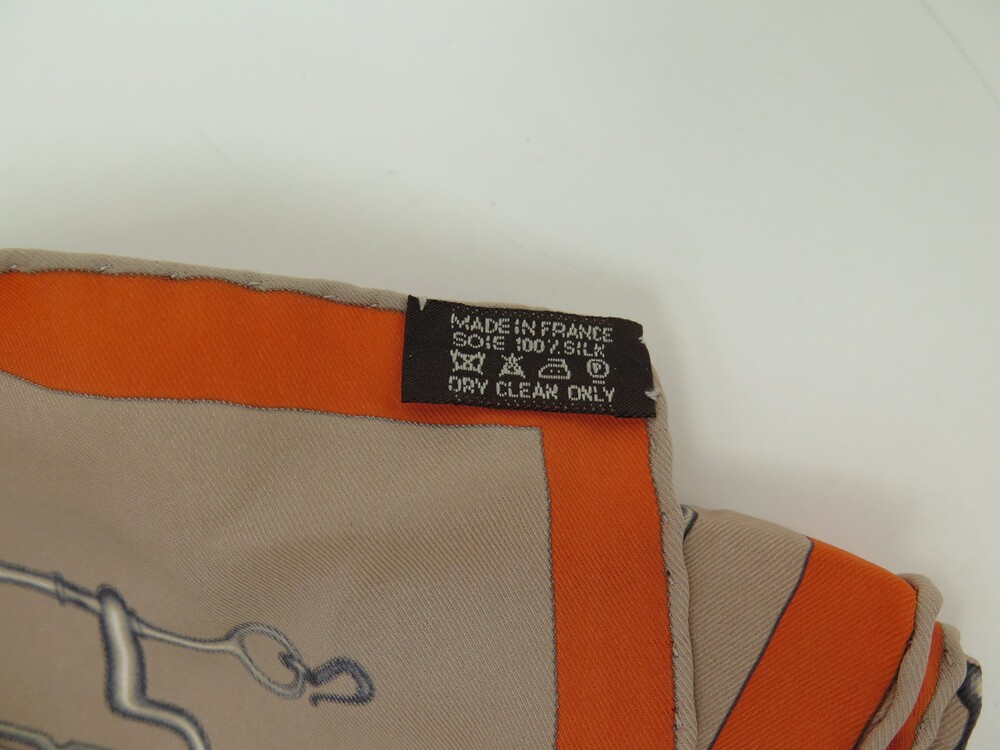 MADE IN FRANCE
SOIE 100% SILK
P
DRY CLEAN ONLY